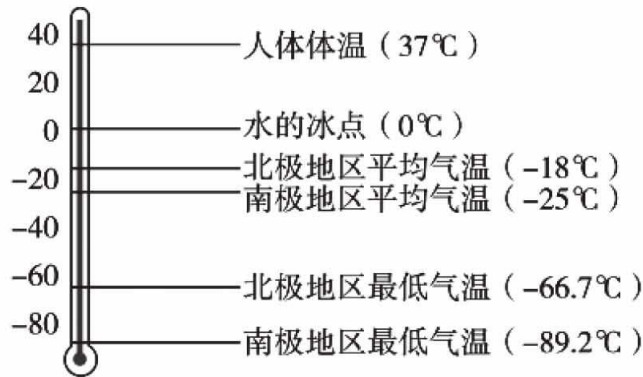 40
人体体温（37℃）
20
0
水的冰点（0℃）
北极地区平均气温（-18℃）
-20
南极地区平均气温（-25℃）
-40
-60
北极地区最低气温（-66.7℃）
-80
南极地区最低气温（-89.2℃）